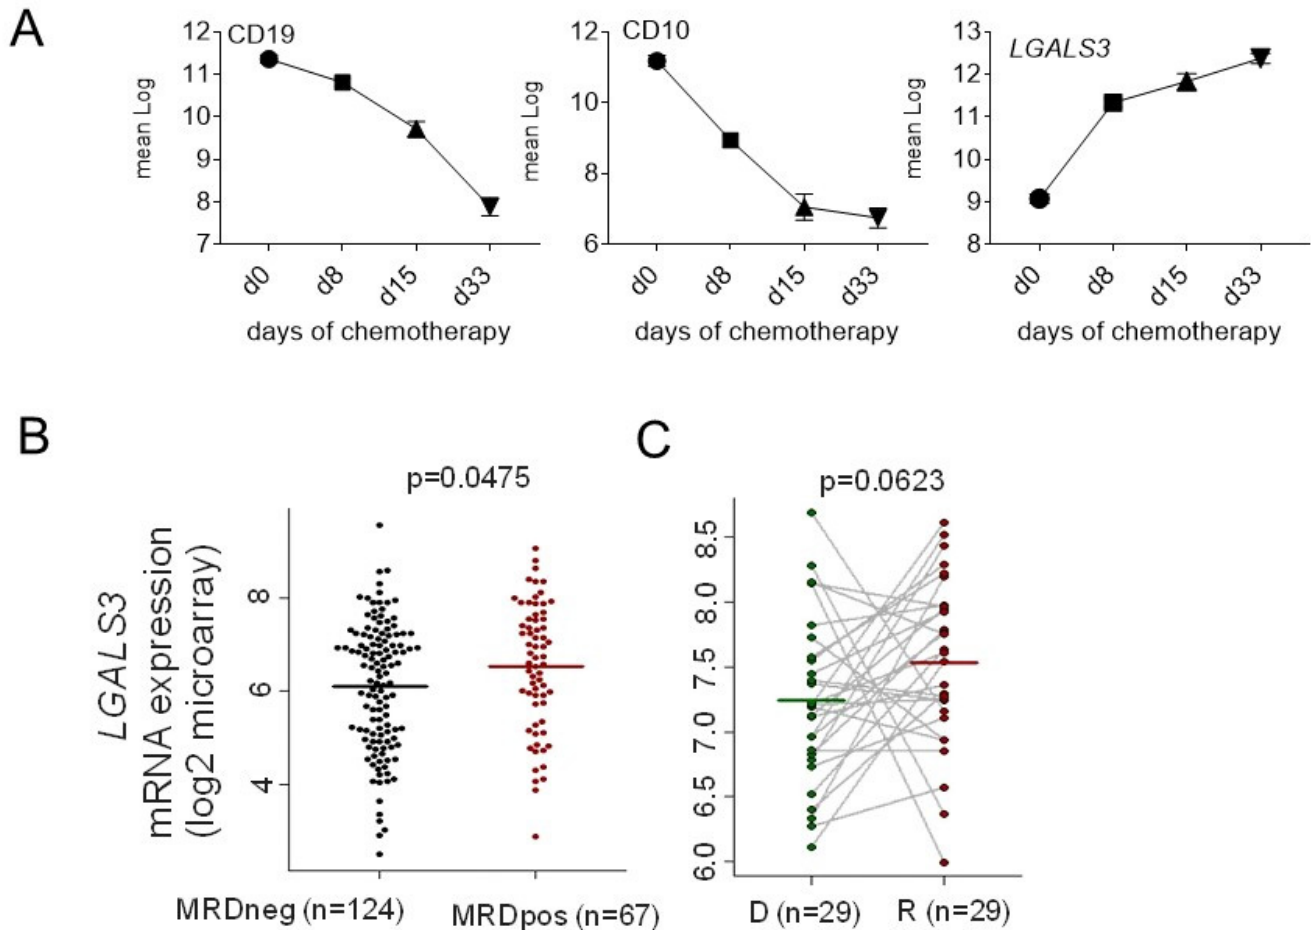 A
CD19
12
11
10
9
8
7
mean Log
d0
d8
d15
d33
days of chemotherapy
CD10
12
10
8
6
mean Log
d0
d8
d15
d33
days of chemotherapy
LGALS3
13
12
11
10
9
8
mean Log
d0
d8
d15
d33
days of chemotherapy
B
p=0.0475
LGALS3
mRNA expression
(log2 microarray)
8
6
4
MRDneg (n=124)
MRDpos (n=67)
C
p=0.0623
8.5
8.0
7.5
7.0
6.5
6.0
D (n=29)
R (n=29)